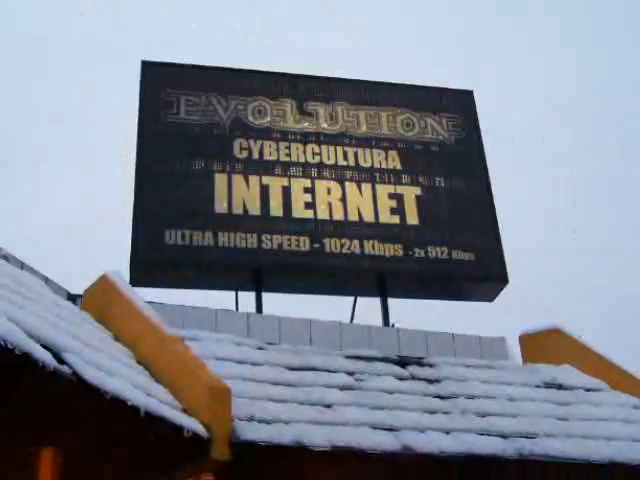 EVOLUTION
CYBERCULTURA
INTERNET
ULTRA HIGH SPEED - 1024 Kbps - 2x 512 Kbps